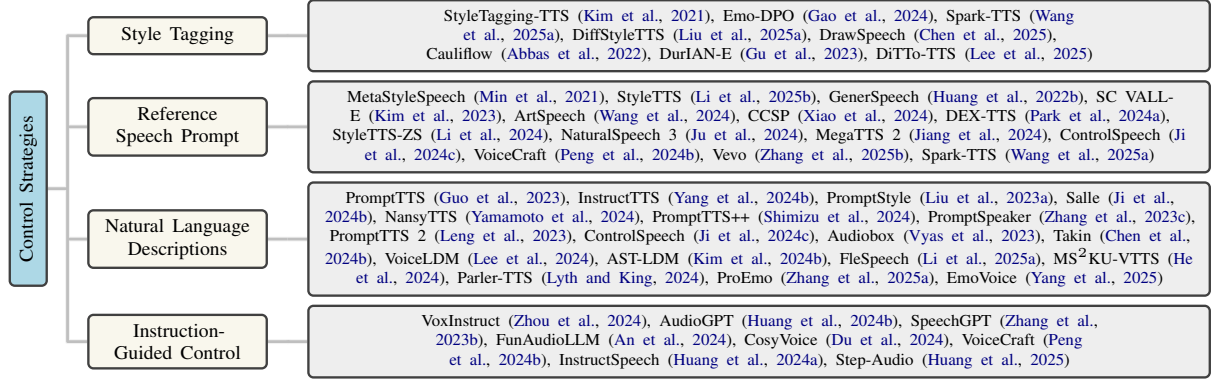 Control Strategies
Style Tagging
StyleTagging-TTS (Kim et al., 2021), Emo-DPO (Gao et al., 2024), Spark-TTS (Wang
et al., 2025a), DiffStyleTTS (Liu et al., 2025a), DrawSpeech (Chen et al., 2025),
Cauliflow (Abbas et al., 2022), DurIAN-E (Gu et al., 2023), DiTTo-TTS (Lee et al., 2025)
Reference
Speech Prompt
MetaStyleSpeech (Min et al., 2021), StyleTTS (Li et al., 2025b), GenerSpeech (Huang et al., 2022b), SC VALL-
E (Kim et al., 2023), ArtSpeech (Wang et al., 2024), CCSP (Xiao et al., 2024), DEX-TTS (Park et al., 2024a),
StyleTTS-ZS (Li et al., 2024), NaturalSpeech 3 (Ju et al., 2024), MegaTTS 2 (Jiang et al., 2024), ControlSpeech (Ji
et al., 2024c), VoiceCraft (Peng et al., 2024b), Vevo (Zhang et al., 2025b), Spark-TTS (Wang et al., 2025a)
Natural Language
Descriptions
PromptTTS (Guo et al., 2023), InstructTTS (Yang et al., 2024b), PromptStyle (Liu et al., 2023a), Salle (Ji et al.,
2024b), NansyTTS (Yamamoto et al., 2024), PromptTTS++ (Shimizu et al., 2024), PromptSpeaker (Zhang et al., 2023c),
PromptTTS 2 (Leng et al., 2023), ControlSpeech (Ji et al., 2024c), Audiobox (Vyas et al., 2023), Takin (Chen et al.,
2024b), VoiceLDM (Lee et al., 2024), AST-LDM (Kim et al., 2024b), FleSpeech (Li et al., 2025a), MS²KU-VTTS (He
et al., 2024), Parler-TTS (Lyth and King, 2024), ProEmo (Zhang et al., 2025a), EmoVoice (Yang et al., 2025)
Instruction-
Guided Control
VoxInstruct (Zhou et al., 2024), AudioGPT (Huang et al., 2024b), SpeechGPT (Zhang et al.,
2023b), FunAudioLLM (An et al., 2024), CosyVoice (Du et al., 2024), VoiceCraft (Peng
et al., 2024b), InstructSpeech (Huang et al., 2024a), Step-Audio (Huang et al., 2025)